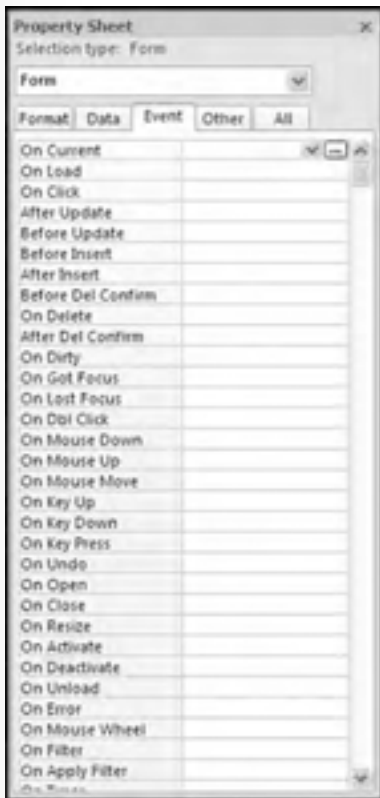 Property Sheet
Selection type: Form
Form
Format Data Event Other All
On Current
On Load
On Click
After Update
Before Update
Before Insert
After Insert
Before Del Confirm
On Delete
After Del Confirm
On Dirty
On Got Focus
On Lost Focus
On Dbl Click
On Mouse Down
On Mouse Up
On Mouse Move
On Key Up
On Key Down
On Key Press
On Undo
On Open
On Close
On Resize
On Activate
On Deactivate
On Unload
On Error
On Mouse Wheel
On Filter
On Apply Filter
On Timer